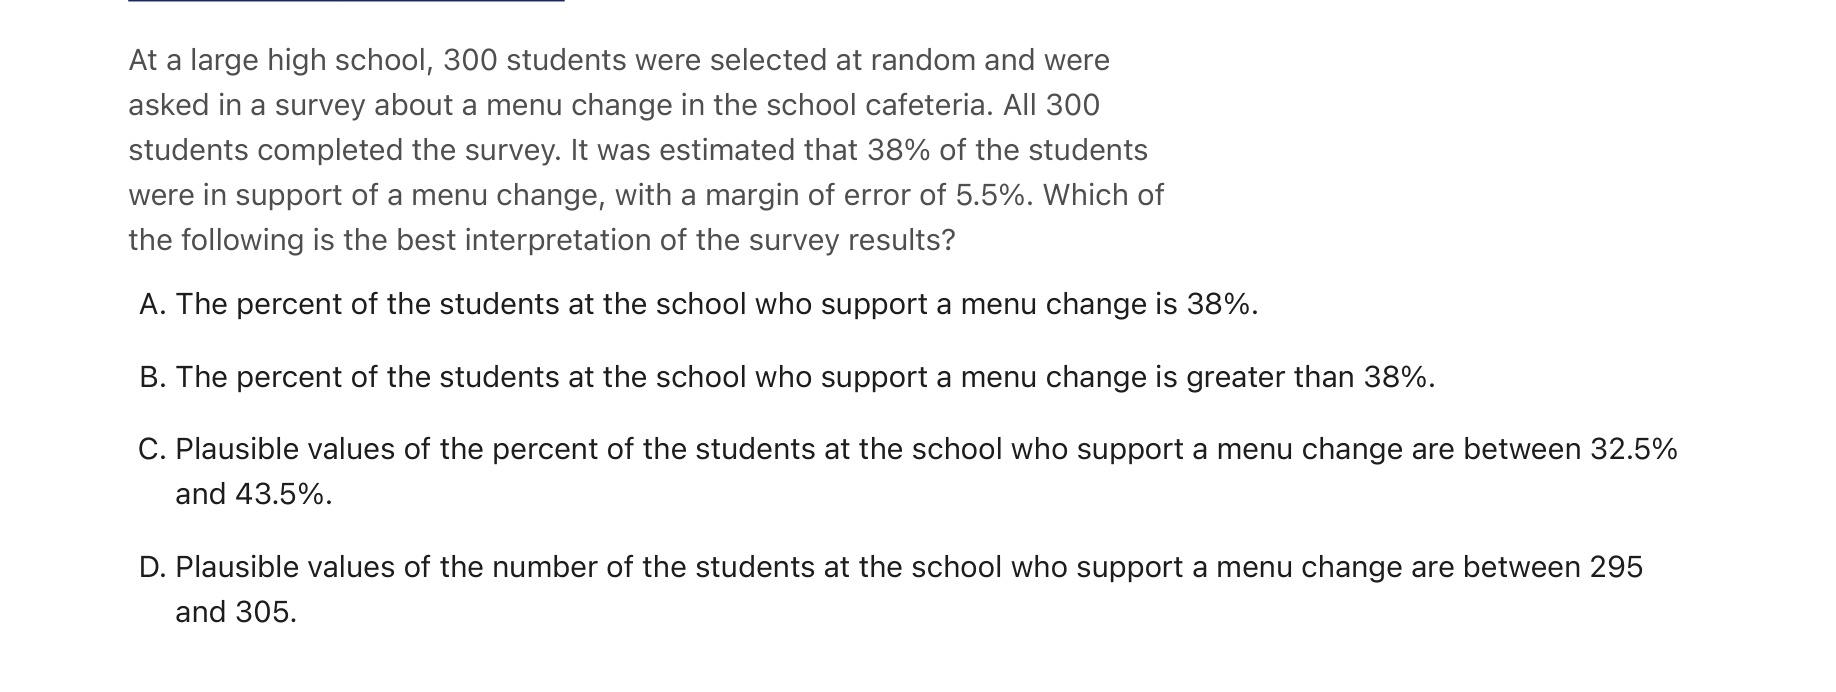 At a large high school, 300 students were selected at random and were
asked in a survey about a menu change in the school cafeteria. All 300
students completed the survey. It was estimated that 38% of the students
were in support of a menu change, with a margin of error of 5.5%. Which of
the following is the best interpretation of the survey results?
A. The percent of the students at the school who support a menu change is 38%.
B. The percent of the students at the school who support a menu change is greater than 38%.
C. Plausible values of the percent of the students at the school who support a menu change are between 32.5%
and 43.5%.
D. Plausible values of the number of the students at the school who support a menu change are between 295
and 305.